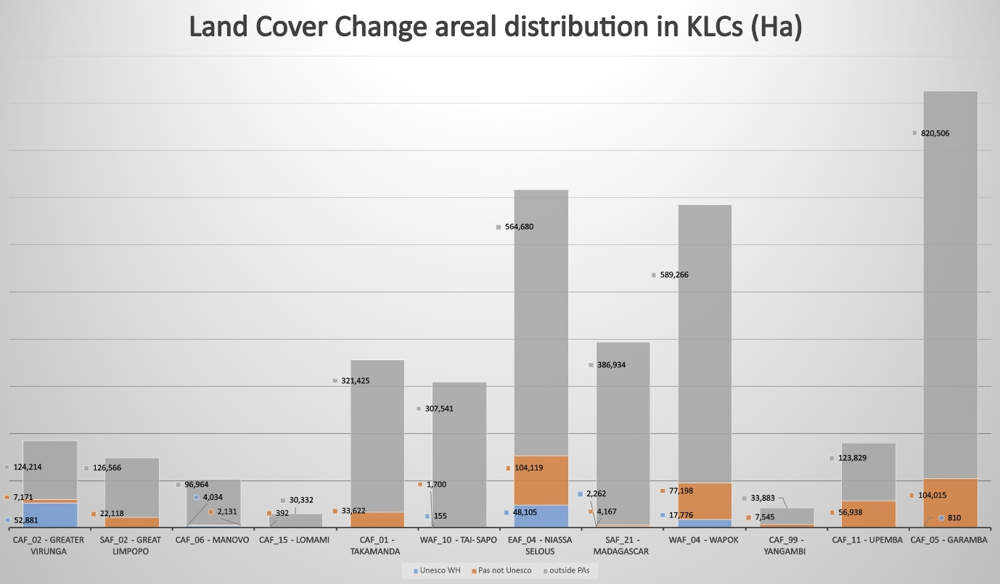 Land Cover Change areal distribution in KLCs (Ha)
820,506
564,680
589,266
386,934
321,425
307,541
124,214
126,566
123,829
104,119
96,964
1,700
7,171
4,034
30,332
2,262
77,198
33,883
104,015
52,881
22,118
2,131
392
33,622
155
48,105
4,167
17,776
7,545
56,938
810
CAF_02 - GREATER VIRUNGA
SAF_02 - GREAT LIMPOPO
CAF_06 - MANOVO
CAF_15 - LOMAMI
CAF_01 - TAKAMANDA
WAF_10 - TAI-SAPO
EAF_04 - NIASSA SELOUS
SAF_21 - MADAGASCAR
WAF_04 - WAPOK
CAF_99 - YANGAMBI
CAF_11 - UPEMBA
CAF_05 - GARAMBA
Unesco WH
Pas not Unesco
outside PAs